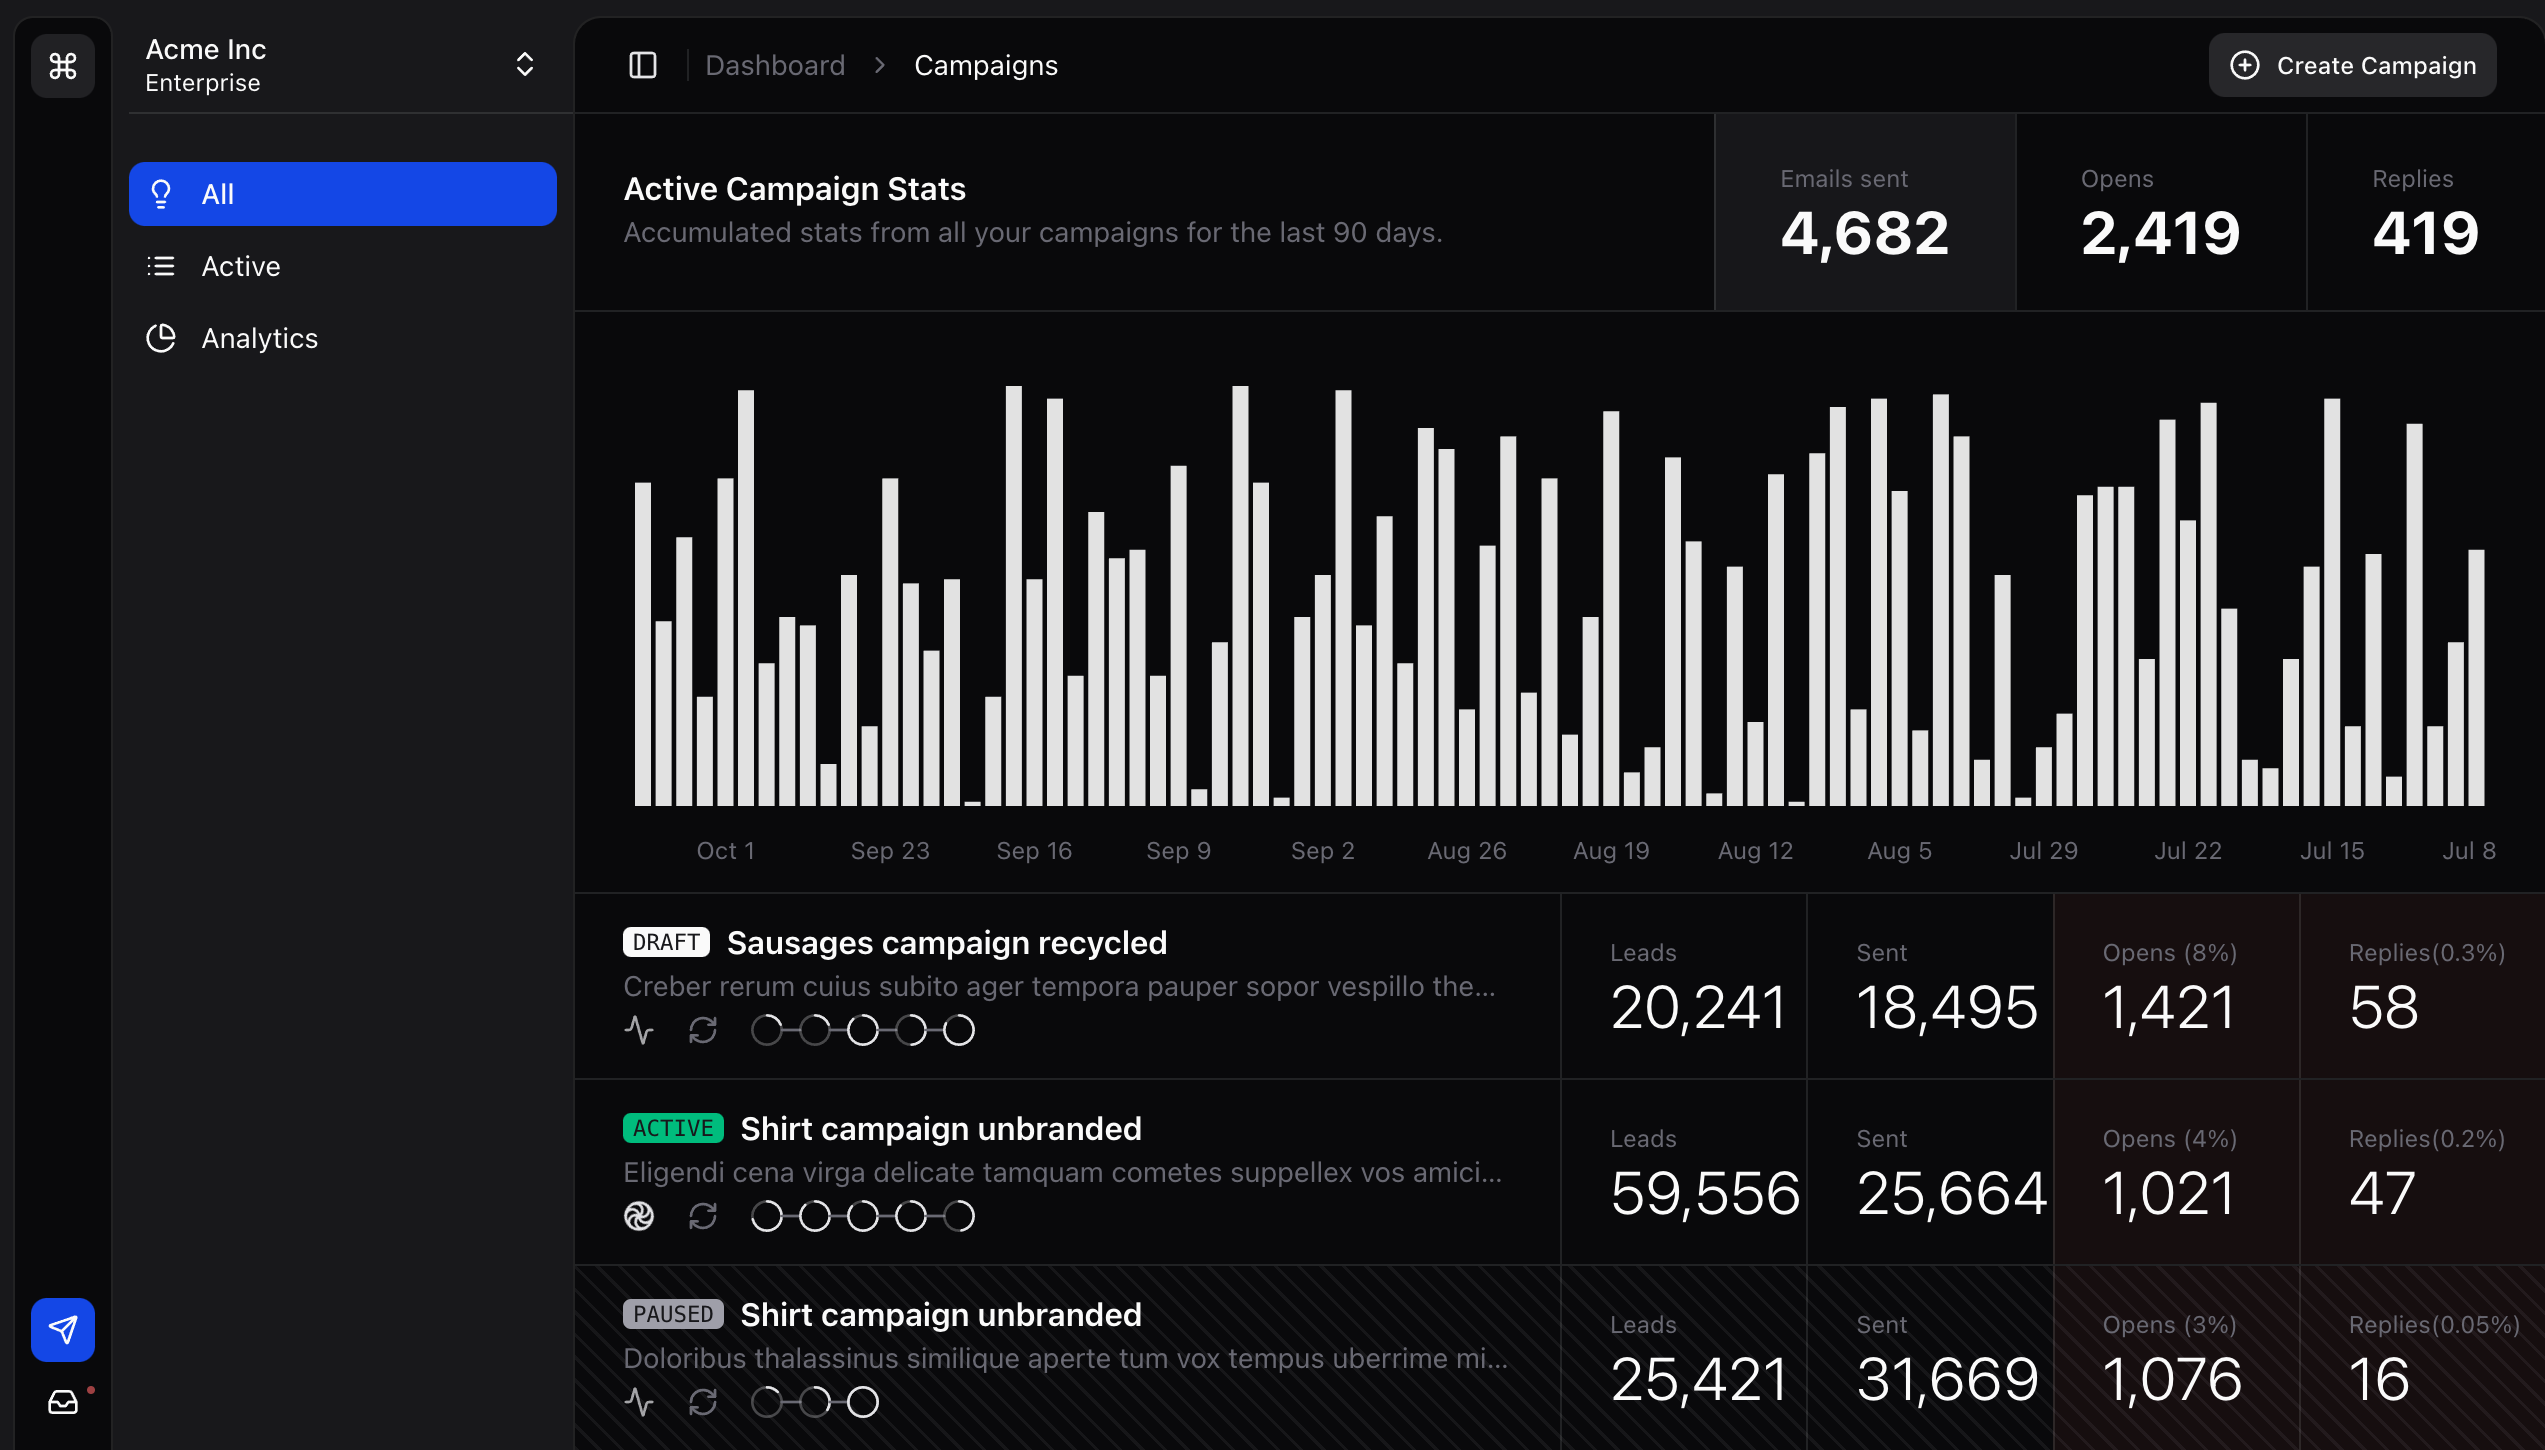 Acme Inc
Enterprise
All
Active
Analytics
Dashboard
Campaigns
Create Campaign
Active Campaign Stats
Accumulated stats from all your campaigns for the last 90 days.
Emails sent
4,682
Opens
2,419
Replies
419
Oct 1
Sep 23
Sep 16
Sep 9
Sep 2
Aug 26
Aug 19
Aug 12
Aug 5
Jul 29
Jul 22
Jul 15
Jul 8
DRAFT
Sausages campaign recycled
Creber rerum cuius subito ager tempora pauper sopor vespillo the...
Leads
20,241
Sent
18,495
Opens (8%)
1,421
Replies(0.3%)
58
ACTIVE
Shirt campaign unbranded
Eligendi cena virga delicate tamquam cometes suppellex vos amici...
Leads
59,556
Sent
25,664
Opens (4%)
1,021
Replies(0.2%)
47
PAUSED
Shirt campaign unbranded
Doloribus thalassinus similique aperte tum vox tempus uberrime mi...
Leads
25,421
Sent
31,669
Opens (3%)
1,076
Replies(0.05%)
16